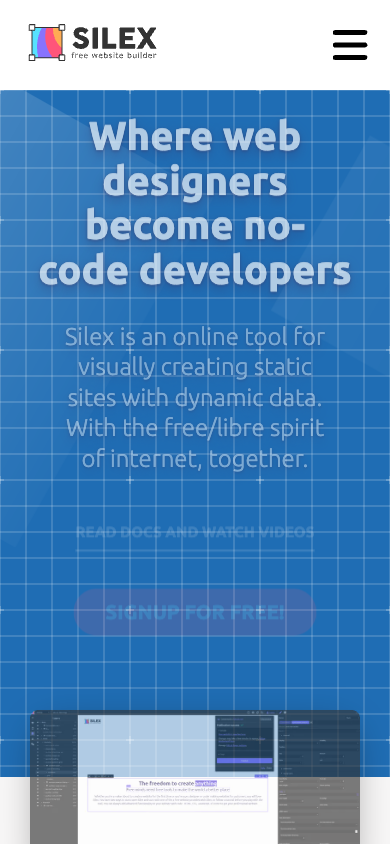 SILEX
free website builder
Where web
designers
become no-
code developers
Silex is an online tool for
visually creating static
sites with dynamic data.
With the free/libre spirit
of internet, together.
READ DOCS AND WATCH VIDEOS
SIGNUP FOR FREE!
SILEX
The freedom to create